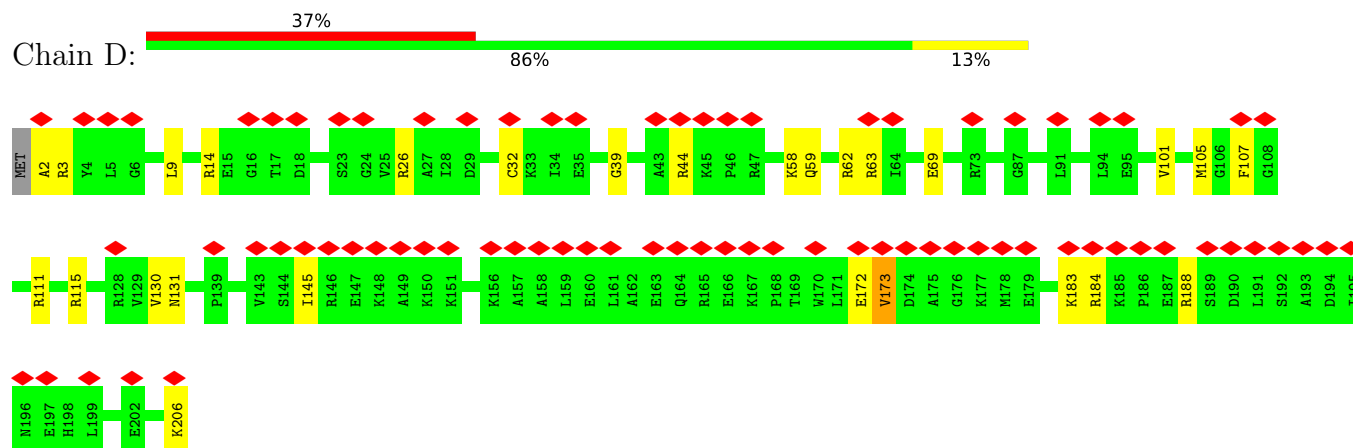 37%
Chain D:
86% 13%
MET A2 R3 Y4 L5 G6 L9 R14 E15 G16 T17 D18 S23 G24 V25 R26 A27 I28 D29 C32 K33 I34 E35 G39 A43 R44 K45 P46 R47 K58 Q59 R62 R63 I64 E69 R73 G87 L91 L94 E95 V101 M105 G106 F107 G108
R111 R115 R128 V129 V130 N131 P139 V143 S144 I145 R146 E147 K148 A149 K150 K151 K156 A157 A158 L159 E160 L161 A162 E163 Q164 R165 E166 K167 P168 T169 W170 L171 E172 V173 D174 A175 G176 K177 M178 E179 K183 R184 K185 P186 E187 R188 S189 D190 L191 S192 A193 D194 I195
N196 E197 H198 L199 E202 K206